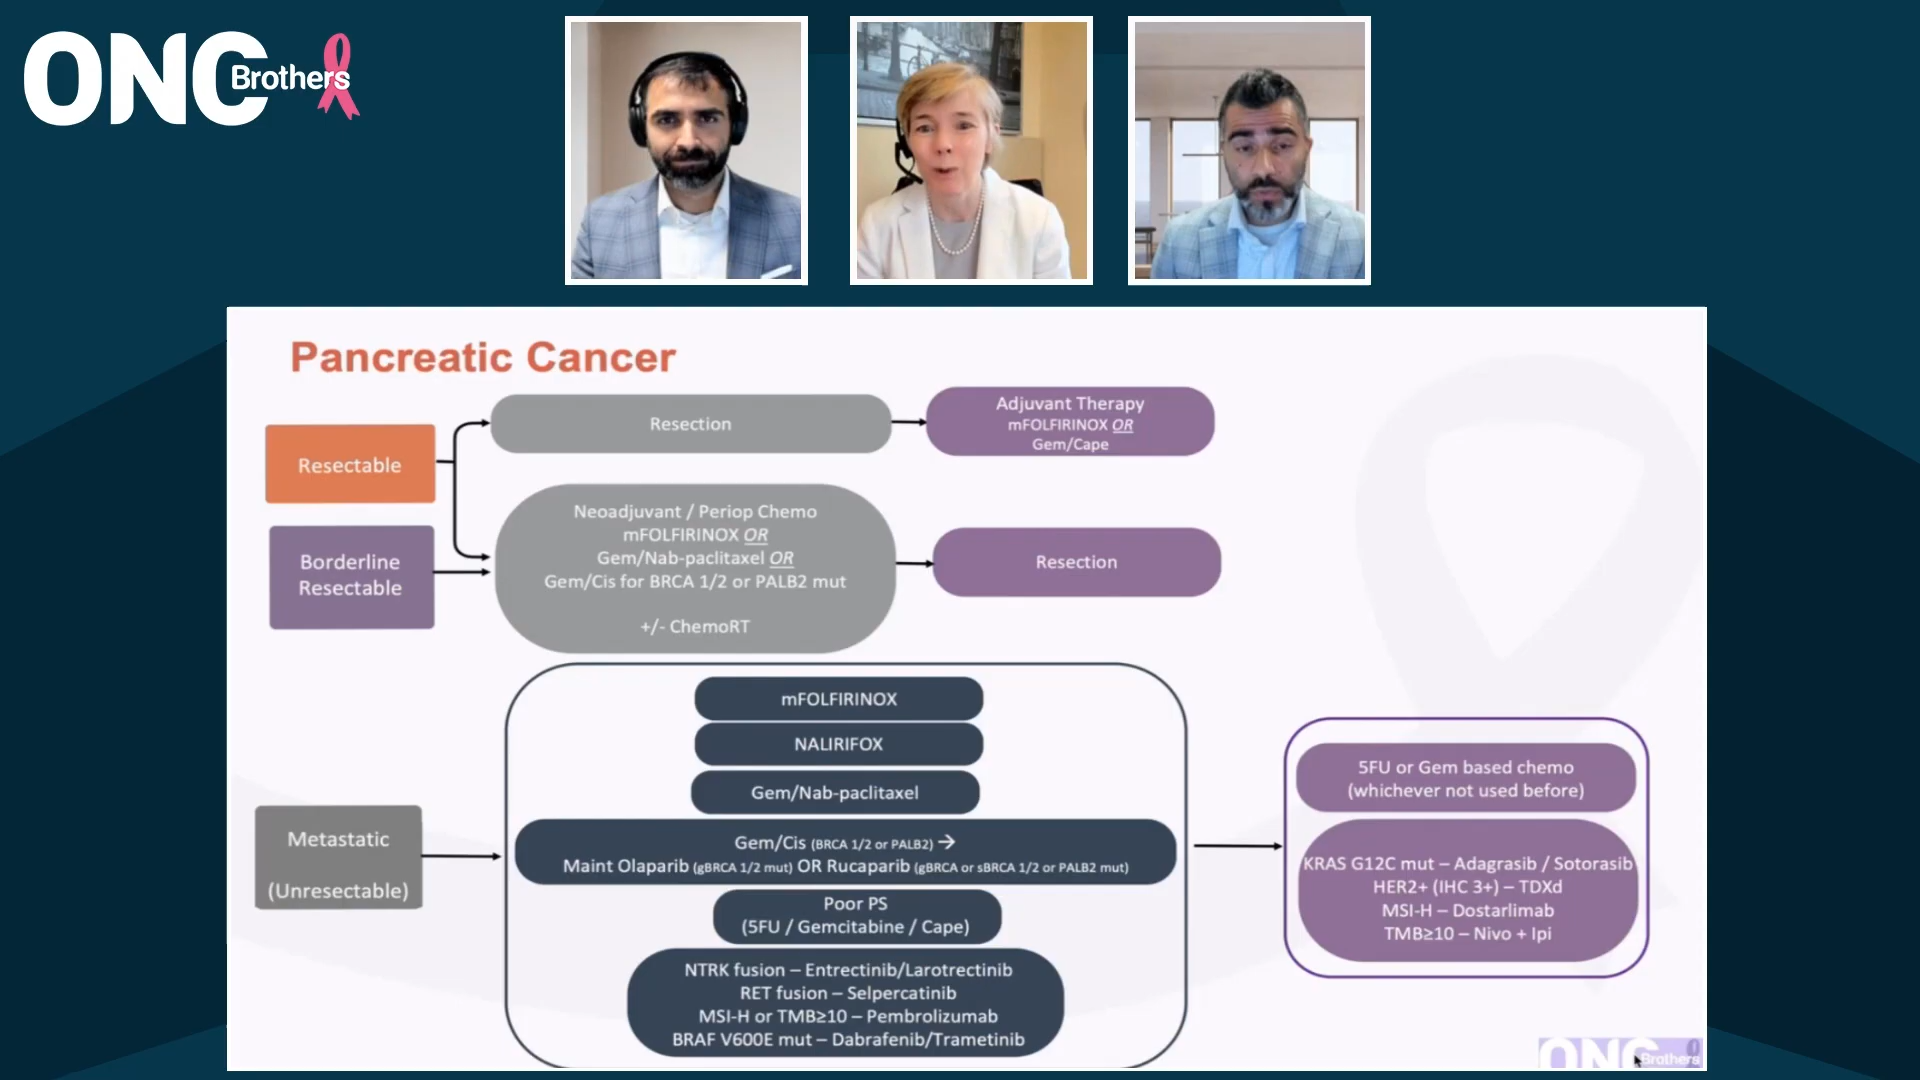 ONC Brothers
Pancreatic Cancer
Resectable
Resection
Adjuvant Therapy
mFOLFIRINOX OR
Gem/Cape
Borderline
Resectable
Neoadjuvant / Periop Chemo
mFOLFIRINOX OR
Gem/Nab-paclitaxel OR
Gem/Cis for BRCA 1/2 or PALB2 mut
+/- ChemoRT
Resection
Metastatic
(Unresectable)
mFOLFIRINOX
NALIRIFOX
Gem/Nab-paclitaxel
Gem/Cis (BRCA 1/2 or PALB2) →
Maint Olaparib (gBRCA 1/2 mut) OR Rucaparib (gBRCA or sBRCA 1/2 or PALB2 mut)
Poor PS
(5FU / Gemcitabine / Cape)
NTRK fusion – Entrectinib/Larotrectinib
RET fusion – Selpercatinib
MSI-H or TMB≥10 – Pembrolizumab
BRAF V600E mut – Dabrafenib/Trametinib
5FU or Gem based chemo
(whichever not used before)
KRAS G12C mut – Adagrasib / Sotorasib
HER2+ (IHC 3+) – TDXd
MSI-H – Dostarlimab
TMB≥10 – Nivo + Ipi
ONC Brothers